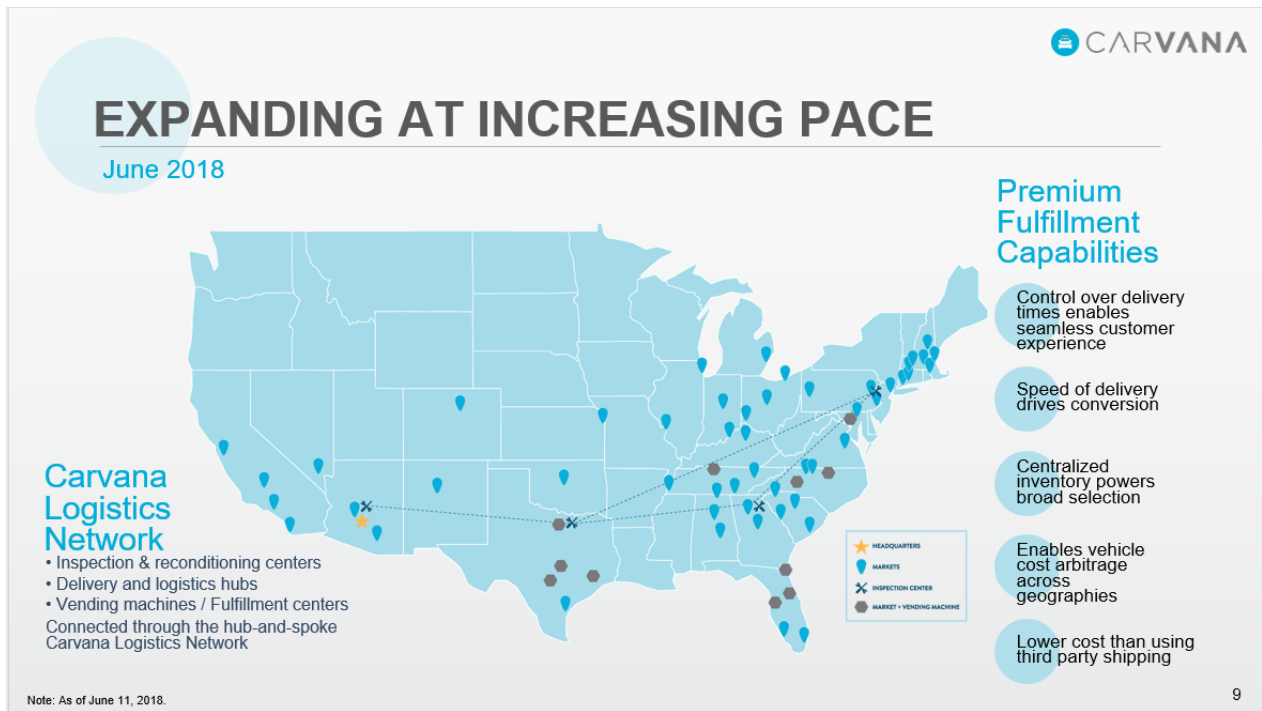 CARVANA
EXPANDING AT INCREASING PACE
June 2018
Premium
Fulfillment
Capabilities
Control over delivery
times enables
seamless customer
experience
Speed of delivery
drives conversion
Centralized
inventory powers
broad selection
Enables vehicle
cost arbitrage
across
geographies
Lower cost than using
third party shipping
Carvana
Logistics
Network
• Inspection & reconditioning centers
• Delivery and logistics hubs
• Vending machines / Fulfillment centers
Connected through the hub-and-spoke
Carvana Logistics Network
HEADQUARTERS
MARKETS
INSPECTION CENTER
MARKET + VENDING MACHINE
Note: As of June 11, 2018.
9